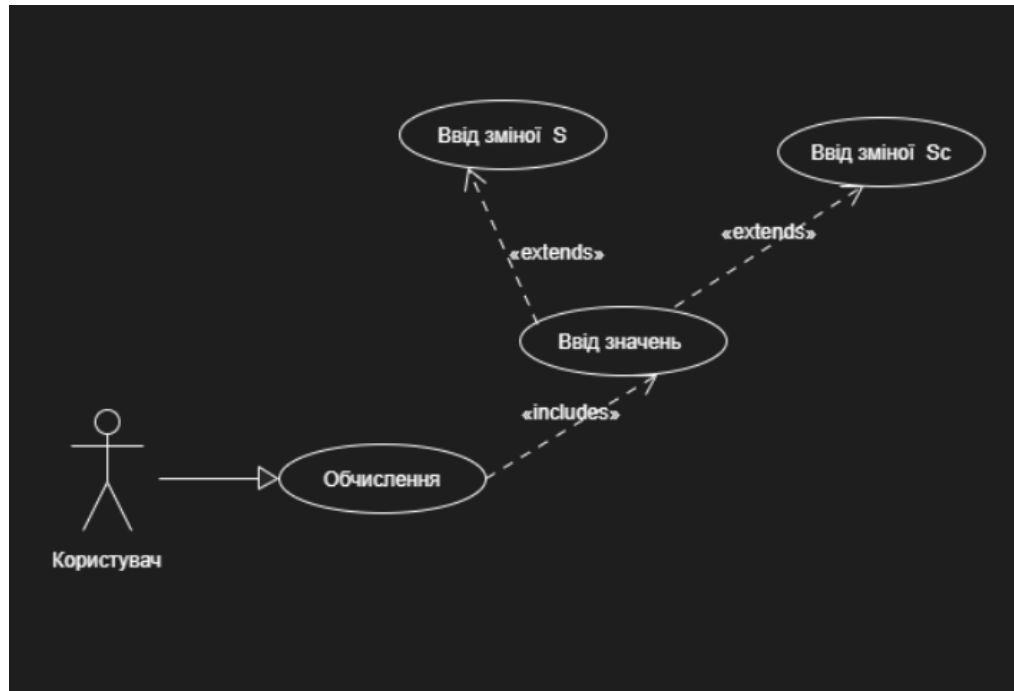 Ввід зміної S
Ввід зміної Sc
«extends»
«extends»
Ввід значень
«includes»
Обчислення
Користувач